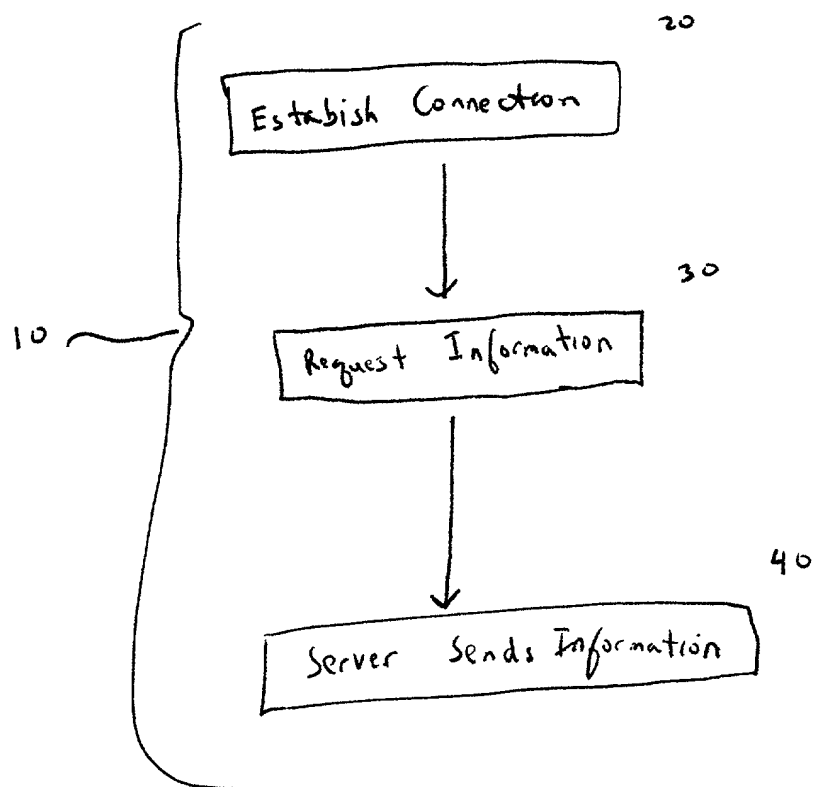 20
Estabish Connection
30
10
Request Information
40
Server Sends Information